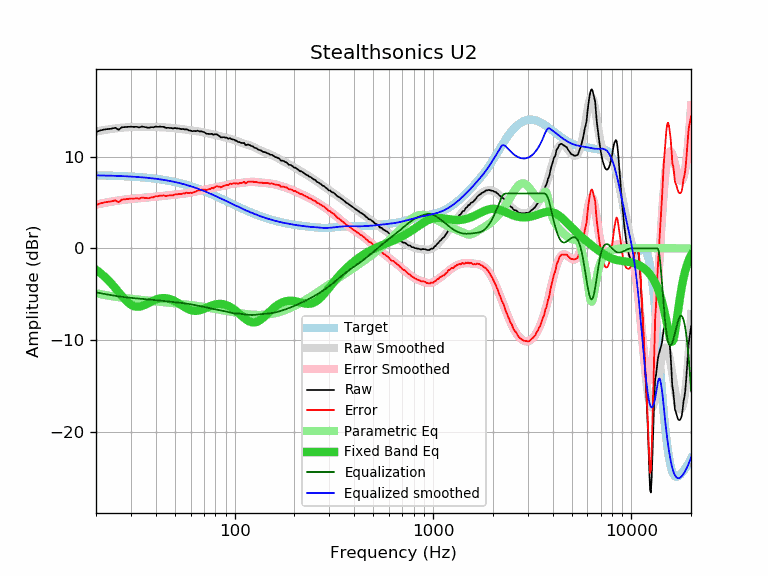 Stealthsonics U2
Amplitude (dBr)
10
0
−10
−20
Target
Raw Smoothed
Error Smoothed
Raw
Error
Parametric Eq
Fixed Band Eq
Equalization
Equalized smoothed
100 1000 10000
Frequency (Hz)